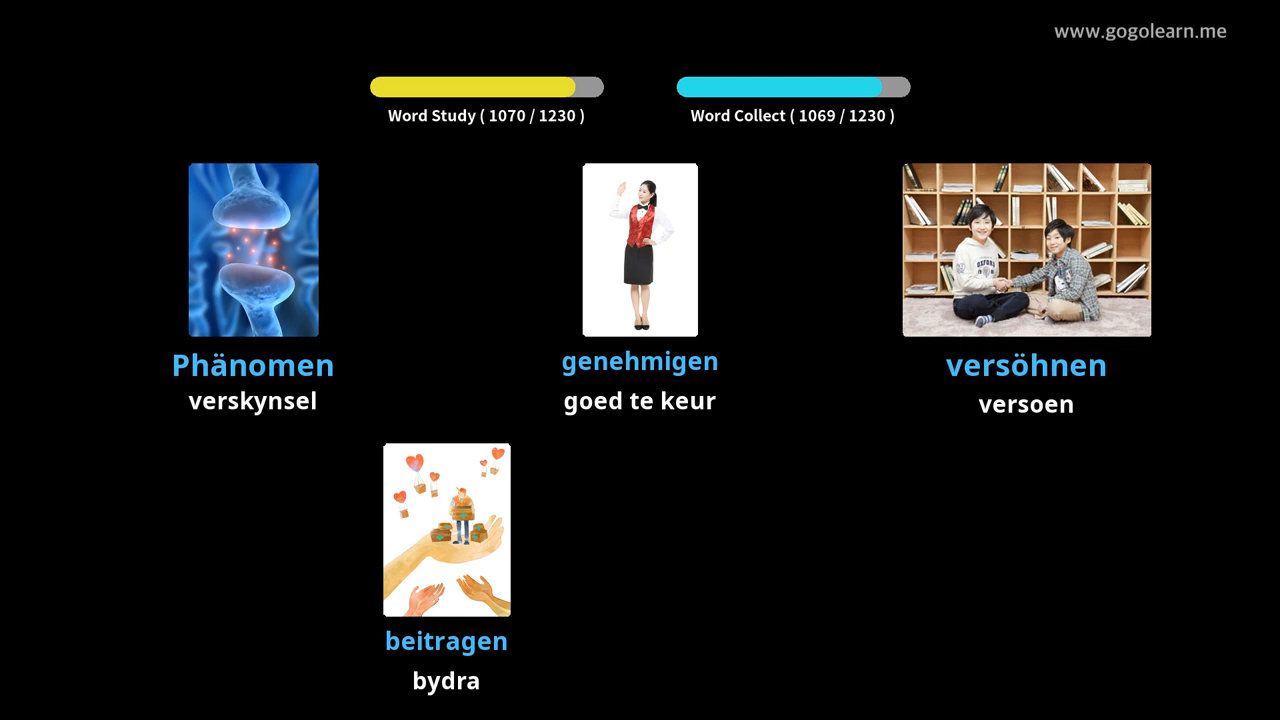 www.gogolearn.me
Word Study ( 1070 / 1230 )
Word Collect ( 1069 / 1230 )
Phänomen
verskynsel
genehmigen
goed te keur
versöhnen
versoen
beitragen
bydra